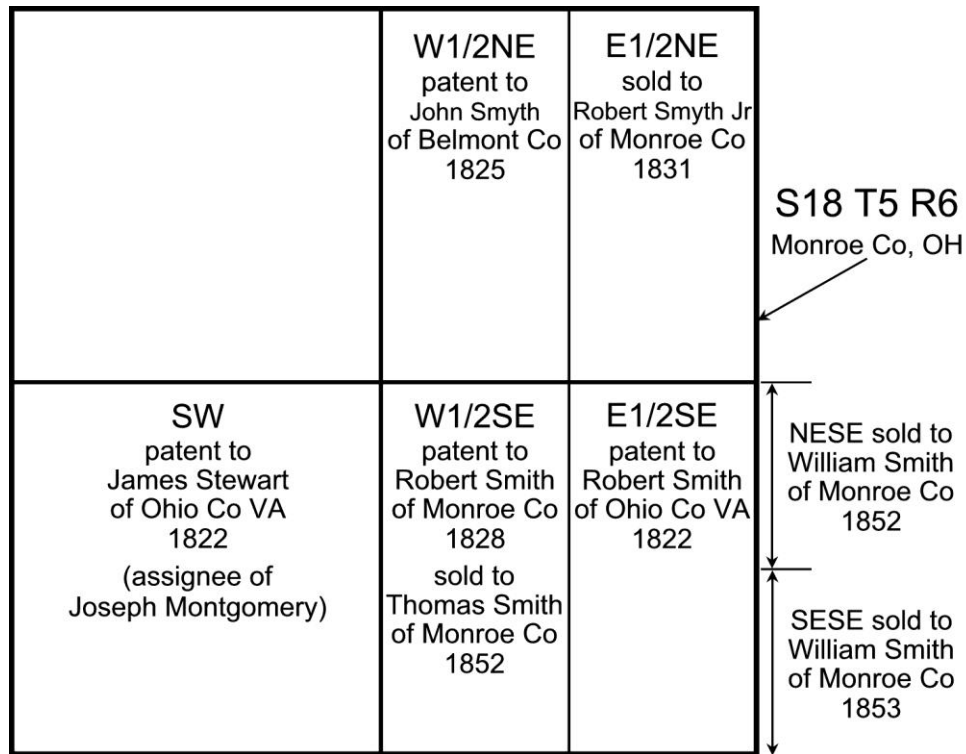 W1/2NE
patent to
John Smyth
of Belmont Co
1825
E1/2NE
sold to
Robert Smyth Jr
of Monroe Co
1831
S18 T5 R6
Monroe Co, OH
SW
patent to
James Stewart
of Ohio Co VA
1822
(assignee of
Joseph Montgomery)
W1/2SE
patent to
Robert Smith
of Monroe Co
1828
sold to
Thomas Smith
of Monroe Co
1852
E1/2SE
patent to
Robert Smith
of Ohio Co VA
1822
NESE sold to
William Smith
of Monroe Co
1852
SESE sold to
William Smith
of Monroe Co
1853